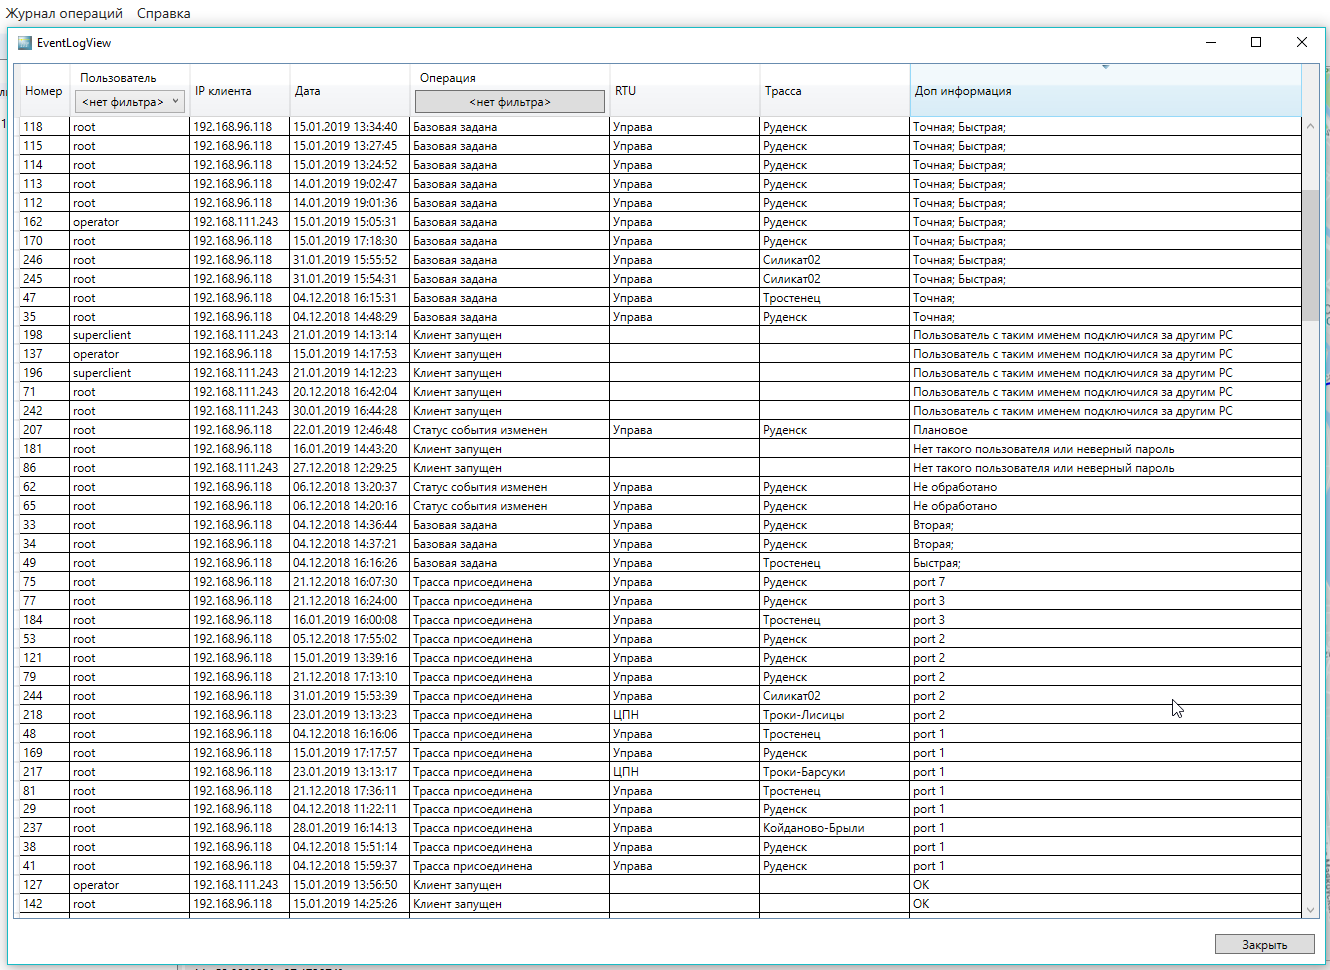 Журнал операций Справка
EventLogView
Номер Пользователь <нет фильтра> IP клиента Дата Операция <нет фильтра> RTU Трасса Доп информация
118 root 192.168.96.118 15.01.2019 13:34:40 Базовая задана Управа Руденск Точная; Быстрая;
115 root 192.168.96.118 15.01.2019 13:27:45 Базовая задана Управа Руденск Точная; Быстрая;
114 root 192.168.96.118 15.01.2019 13:24:52 Базовая задана Управа Руденск Точная; Быстрая;
113 root 192.168.96.118 14.01.2019 19:02:47 Базовая задана Управа Руденск Точная; Быстрая;
112 root 192.168.96.118 14.01.2019 19:01:36 Базовая задана Управа Руденск Точная; Быстрая;
162 operator 192.168.111.243 15.01.2019 15:05:31 Базовая задана Управа Руденск Точная; Быстрая;
170 root 192.168.96.118 15.01.2019 17:18:30 Базовая задана Управа Руденск Точная; Быстрая;
246 root 192.168.96.118 31.01.2019 15:55:52 Базовая задана Управа Силикат02 Точная; Быстрая;
245 root 192.168.96.118 31.01.2019 15:54:31 Базовая задана Управа Силикат02 Точная; Быстрая;
47 root 192.168.96.118 04.12.2018 16:15:31 Базовая задана Управа Тростенец Точная;
35 root 192.168.96.118 04.12.2018 14:48:29 Базовая задана Управа Руденск Точная;
198 superclient 192.168.111.243 21.01.2019 14:13:14 Клиент запущен Пользователь с таким именем подключился за другим РС
137 operator 192.168.96.118 15.01.2019 14:17:53 Клиент запущен Пользователь с таким именем подключился за другим РС
196 superclient 192.168.111.243 21.01.2019 14:12:23 Клиент запущен Пользователь с таким именем подключился за другим РС
71 root 192.168.111.243 20.12.2018 16:42:04 Клиент запущен Пользователь с таким именем подключился за другим РС
242 root 192.168.111.243 30.01.2019 16:44:28 Клиент запущен Пользователь с таким именем подключился за другим РС
207 root 192.168.96.118 22.01.2019 12:46:48 Статус события изменен Управа Руденск Плановое
181 root 192.168.96.118 16.01.2019 14:43:20 Клиент запущен Нет такого пользователя или неверный пароль
86 root 192.168.111.243 27.12.2018 12:29:25 Клиент запущен Нет такого пользователя или неверный пароль
62 root 192.168.96.118 06.12.2018 13:20:37 Статус события изменен Управа Руденск Не обработано
65 root 192.168.96.118 06.12.2018 14:20:16 Статус события изменен Управа Руденск Не обработано
33 root 192.168.96.118 04.12.2018 14:36:44 Базовая задана Управа Руденск Вторая;
34 root 192.168.96.118 04.12.2018 14:37:21 Базовая задана Управа Руденск Вторая;
49 root 192.168.96.118 04.12.2018 16:16:26 Базовая задана Управа Тростенец Быстрая;
75 root 192.168.96.118 21.12.2018 16:07:30 Трасса присоединена Управа Руденск port 7
77 root 192.168.96.118 21.12.2018 16:24:00 Трасса присоединена Управа Руденск port 3
184 root 192.168.96.118 16.01.2019 16:00:08 Трасса присоединена Управа Тростенец port 3
53 root 192.168.96.118 05.12.2018 17:55:02 Трасса присоединена Управа Руденск port 2
121 root 192.168.96.118 15.01.2019 13:39:16 Трасса присоединена Управа Руденск port 2
79 root 192.168.96.118 21.12.2018 17:13:10 Трасса присоединена Управа Руденск port 2
244 root 192.168.96.118 31.01.2019 15:53:39 Трасса присоединена Управа Силикат02 port 2
218 root 192.168.96.118 23.01.2019 13:13:23 Трасса присоединена ЦПН Троки-Лисицы port 2
48 root 192.168.96.118 04.12.2018 16:16:06 Трасса присоединена Управа Тростенец port 1
169 root 192.168.96.118 15.01.2019 17:17:57 Трасса присоединена Управа Руденск port 1
217 root 192.168.96.118 23.01.2019 13:13:17 Трасса присоединена ЦПН Троки-Барсуки port 1
81 root 192.168.96.118 21.12.2018 17:36:11 Трасса присоединена Управа Тростенец port 1
29 root 192.168.96.118 04.12.2018 11:22:11 Трасса присоединена Управа Руденск port 1
237 root 192.168.96.118 28.01.2019 16:14:13 Трасса присоединена Управа Койданово-Брыли port 1
38 root 192.168.96.118 04.12.2018 15:51:14 Трасса присоединена Управа Руденск port 1
41 root 192.168.96.118 04.12.2018 15:59:37 Трасса присоединена Управа Руденск port 1
127 operator 192.168.111.243 15.01.2019 13:56:50 Клиент запущен ОК
142 root 192.168.96.118 15.01.2019 14:25:26 Клиент запущен ОК
Закрыть